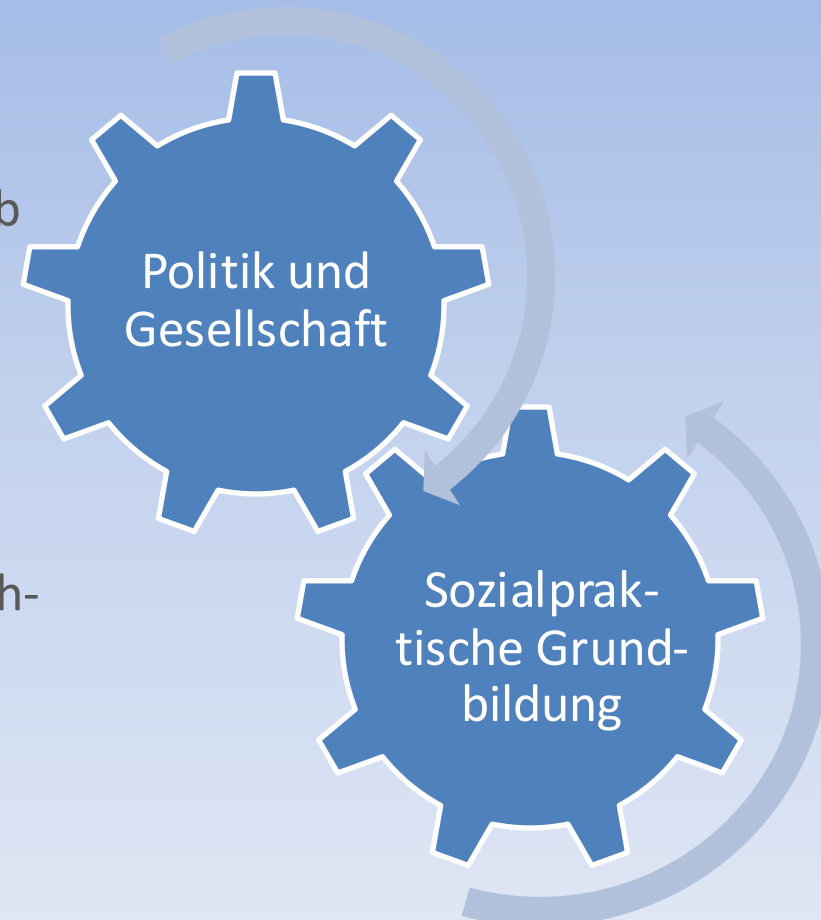 b
Politik und
Gesellschaft
h-
Sozialprak-
tische Grund-
bildung